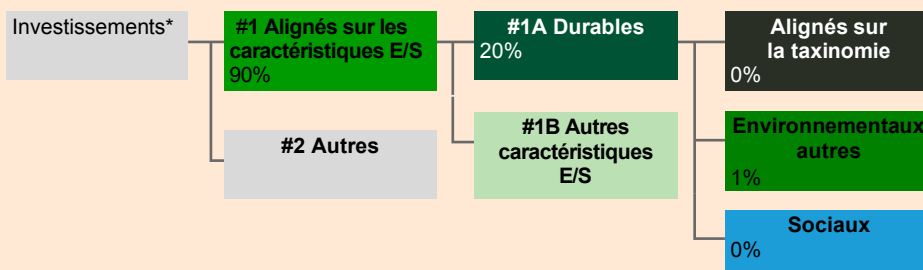 Investissements*
#1 Alignés sur les
caractéristiques E/S
90%
#2 Autres
#1A Durables
20%
#1B Autres
caractéristiques
E/S
Alignés sur
la taxinomie
0%
Environnementaux
autres
1%
Sociaux
0%